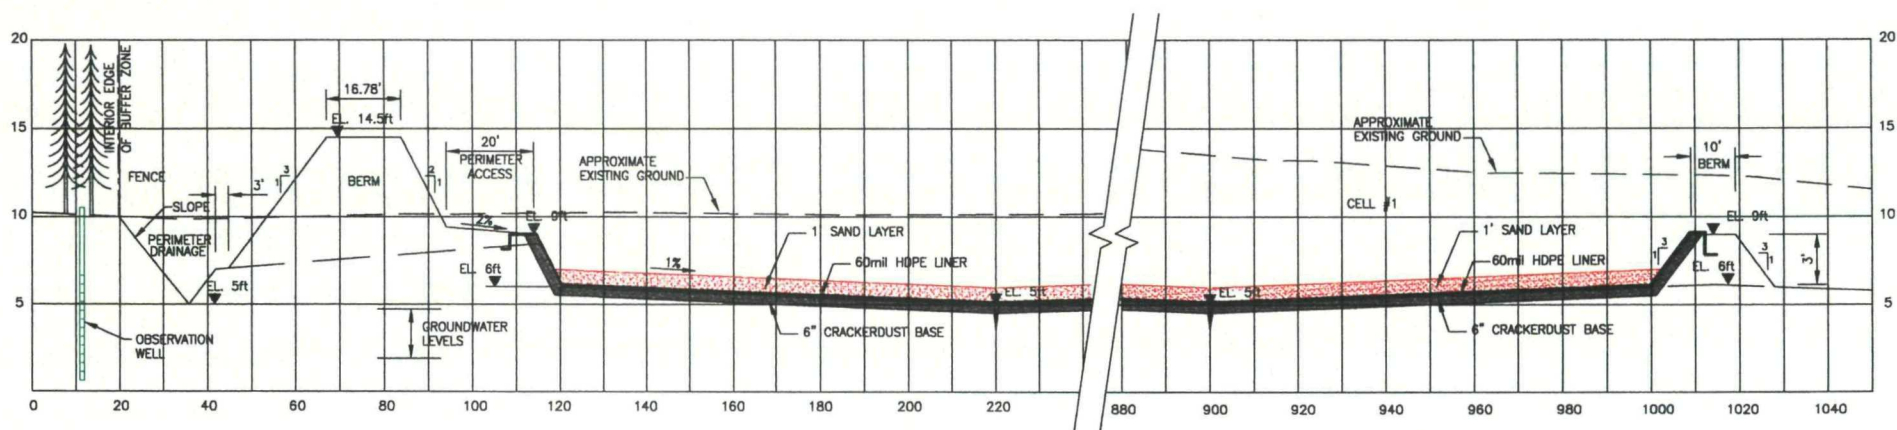 20
15
10
5
0
INTERIOR EDGE
OF BUFFER ZONE
FENCE
SLOPE
3'
PERIMETER
DRAINAGE
EL. 5ft
OBSERVATION
WELL
16.78'
EL. 14.5ft
1
3
BERM
2
1
20'
PERIMETER
ACCESS
2%
EL. 9ft
EL. 6ft
GROUNDWATER
LEVELS
APPROXIMATE
EXISTING GROUND
1%
1' SAND LAYER
60mil HDPE LINER
6" CRACKERDUST BASE
EL. 5ft
EL. 5ft
APPROXIMATE
EXISTING GROUND
CELL #1
1' SAND LAYER
60mil HDPE LINER
6" CRACKERDUST BASE
10'
BERM
EL. 9ft
3
1
3
1
EL. 6ft
3'
20
15
10
5
0 20 40 60 80 100 120 140 160 180 200 220 880 900 920 940 960 980 1000 1020 1040